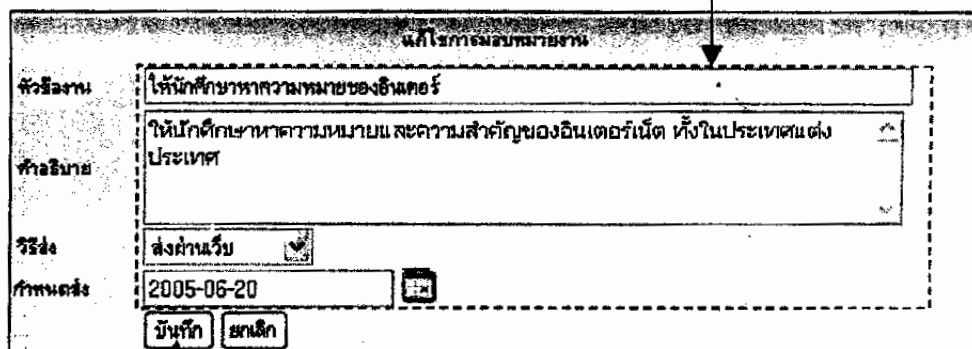 แก้ไขการมอบหมายงาน
หัวข้องาน ให้นักศึกษาหาความหมายของอินเตอร์
คำอธิบาย ให้นักศึกษาหาความหมายและความสำคัญของอินเตอร์เน็ต ทั้งในประเทศแต่ง
ประเทศ
วิธีส่ง ส่งผ่านเว็บ
กำหนดส่ง 2005-06-20
บันทึก ยกเลิก